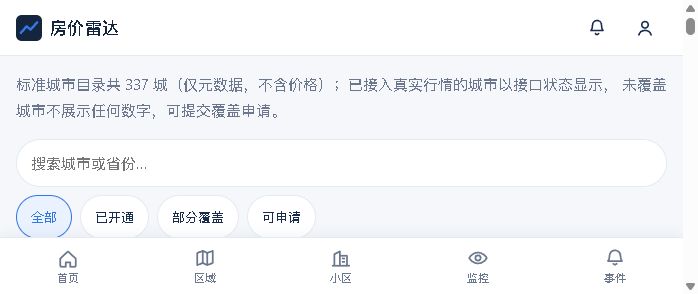 房价雷达
标准城市目录共 337 城（仅元数据，不含价格）；已接入真实行情的城市以接口状态显示， 未覆盖
城市不展示任何数字，可提交覆盖申请。
搜索城市或省份...
全部 已开通 部分覆盖 可申请
首页 区域 小区 监控 事件